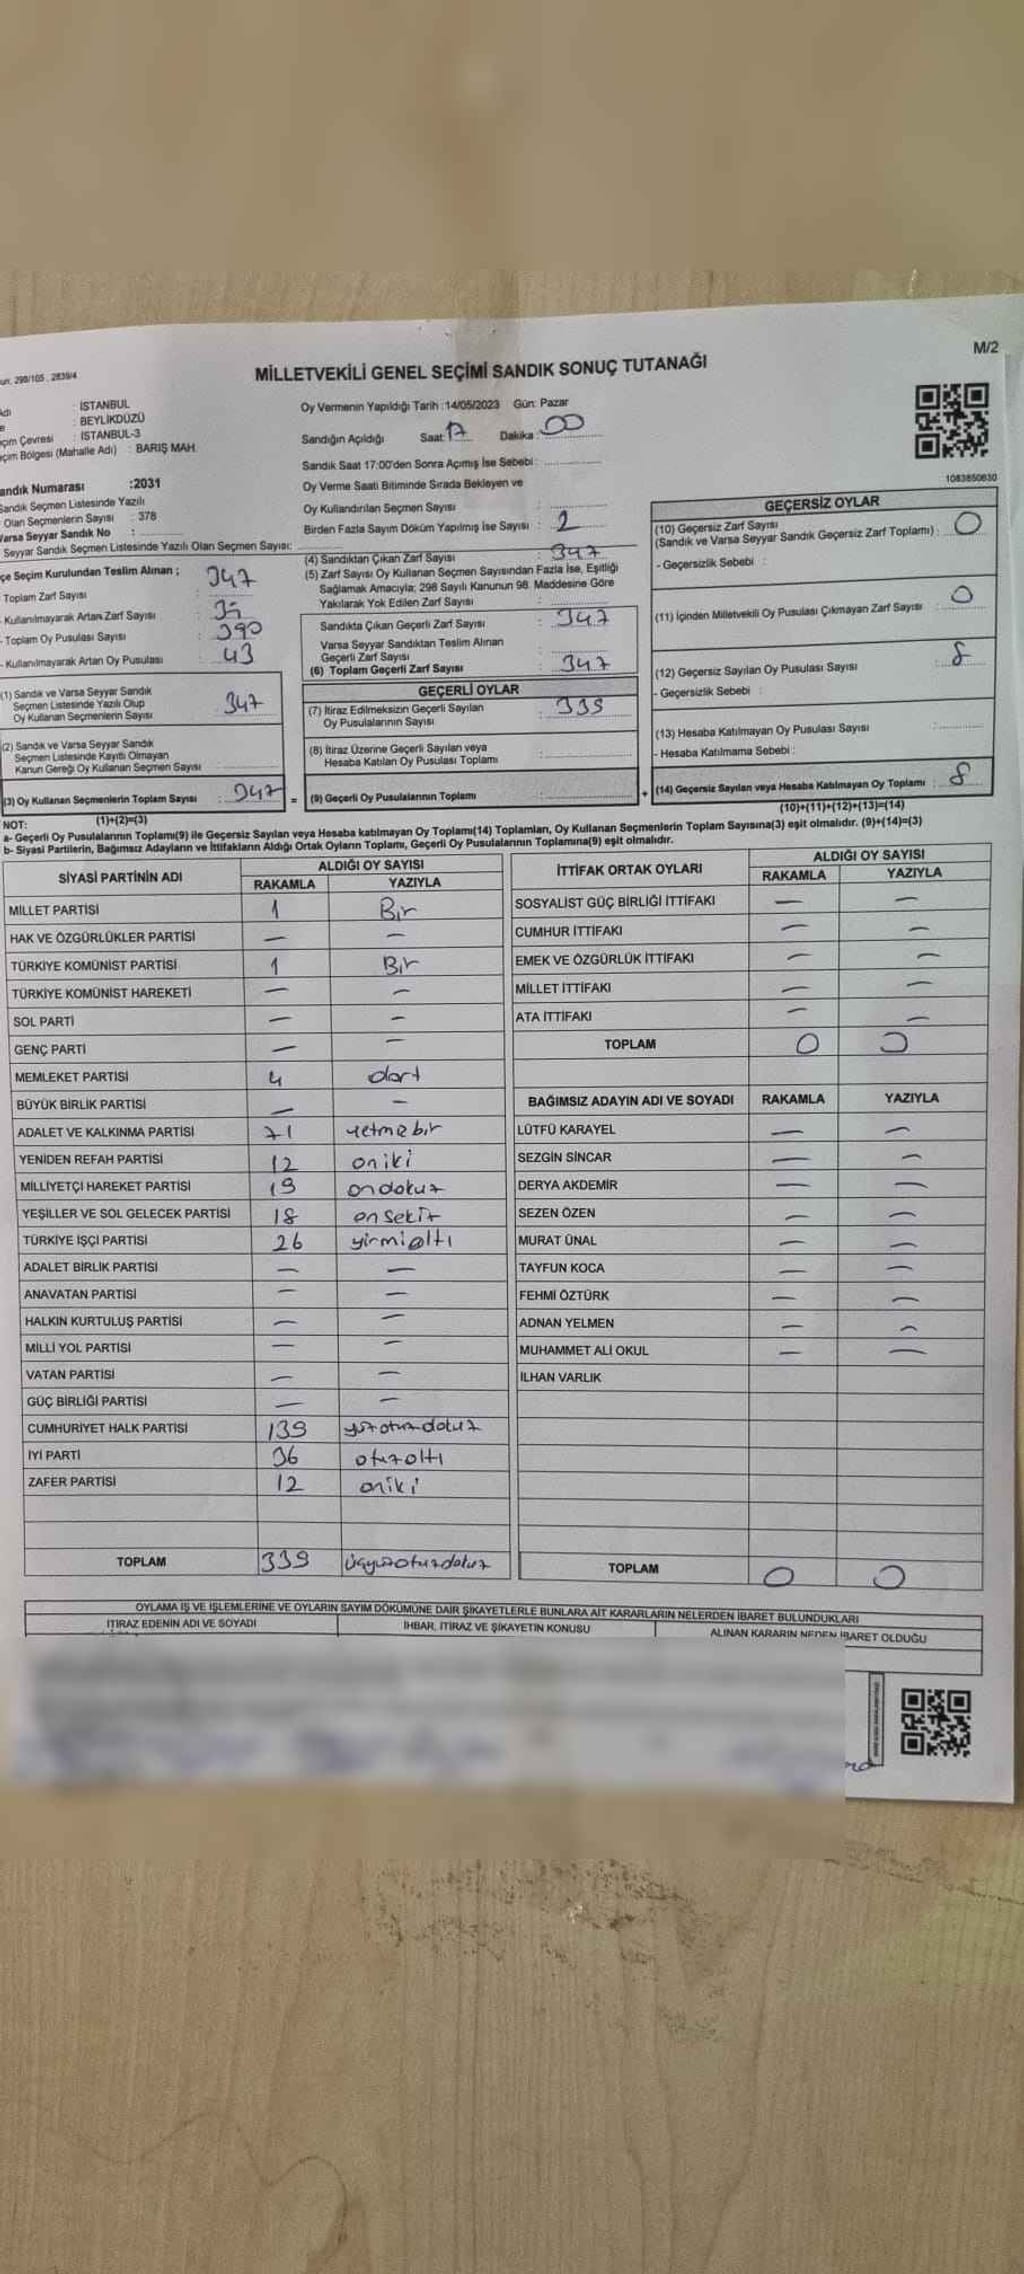 M/2
MİLLETVEKİLİ GENEL SEÇİMİ SANDIK SONUÇ TUTANAĞI
298/105 . 2839/4
: İSTANBUL
: BEYLİKDÜZÜ
: İSTANBUL-3
(Mahalle Adı) : BARIŞ MAH.
Oy Vermenin Yapıldığı Tarih :14/05/2023 Gün: Pazar
Sandığın Açıldığı Saat: 17 Dakika : 00
Sandık Saat 17:00'den Sonra Açımış İse Sebebi :
Oy Verme Saati Bitiminde Sırada Bekleyen ve
Oy Kullandırılan Seçmen Sayısı :
Birden Fazla Sayım Döküm Yapılmış İse Sayısı : 2
1083850630
Numarası :2031
Sandık Seçmen Listesinde Yazılı
Olan Seçmenlerin Sayısı : 378
Seyyar Sandık No :
Seyyar Sandık Seçmen Listesinde Yazılı Olan Seçmen Sayısı:
Seçim Kurulundan Teslim Alınan ;
Toplam Zarf Sayısı : 347
- Kullanılmayarak Artan Zarf Sayısı :
- Toplam Oy Pusulası Sayısı : 390
- Kullanılmayarak Artan Oy Pusulası : 43
(1) Sandık ve Varsa Seyyar Sandık
Seçmen Listesinde Yazılı Olup
Oy Kullanan Seçmenlerin Sayısı : 347
(2) Sandık ve Varsa Seyyar Sandık
Seçmen Listesinde Kayıtlı Olmayan
Kanun Gereği Oy Kullanan Seçmen Sayısı
(3) Oy Kullanan Seçmenlerin Toplam Sayısı : 347 =
(1)+(2)=(3)
(4) Sandıktan Çıkan Zarf Sayısı : 347
(5) Zarf Sayısı Oy Kullanan Seçmen Sayısından Fazla İse, Eşitliği
Sağlamak Amacıyla; 298 Sayılı Kanunun 98. Maddesine Göre
Yakılarak Yok Edilen Zarf Sayısı :
Sandıkta Çıkan Geçerli Zarf Sayısı : 347
Varsa Seyyar Sandıktan Teslim Alınan
Geçerli Zarf Sayısı :
(6) Toplam Geçerli Zarf Sayısı : 347
GEÇERLİ OYLAR
(7) İtiraz Edilmeksizin Geçerli Sayılan
Oy Pusulalarının Sayısı : 339
(8) İtiraz Üzerine Geçerli Sayılan veya
Hesaba Katılan Oy Pusulası Toplamı :
(9) Geçerli Oy Pusulalarının Toplamı : +
GEÇERSİZ OYLAR
(10) Geçersiz Zarf Sayısı
(Sandık ve Varsa Seyyar Sandık Geçersiz Zarf Toplamı) : 0
- Geçersizlik Sebebi :
(11) İçinden Milletvekili Oy Pusulası Çıkmayan Zarf Sayısı : 0
(12) Geçersiz Sayılan Oy Pusulası Sayısı : 8
- Geçersizlik Sebebi :
(13) Hesaba Katılmayan Oy Pusulası Sayısı :
- Hesaba Katılmama Sebebi :
(14) Geçersiz Sayılan veya Hesaba Katılmayan Oy Toplamı : 8
(10)+(11)+(12)+(13)=(14)
NOT:
a- Geçerli Oy Pusulalarının Toplamı(9) ile Geçersiz Sayılan veya Hesaba katılmayan Oy Toplamı(14) Toplamları, Oy Kullanan Seçmenlerin Toplam Sayısına(3) eşit olmalıdır. (9)+(14)=(3)
b- Siyasi Partilerin, Bağımsız Adayların ve İttifakların Aldığı Ortak Oyların Toplamı, Geçerli Oy Pusulalarının Toplamına(9) eşit olmalıdır.
SİYASİ PARTİNİN ADI ALDIĞI OY SAYISI
RAKAMLA YAZIYLA
MİLLET PARTİSİ 1 Bir
HAK VE ÖZGÜRLÜKLER PARTİSİ — —
TÜRKİYE KOMÜNİST PARTİSİ 1 Bir
TÜRKİYE KOMÜNİST HAREKETİ — —
SOL PARTİ — —
GENÇ PARTİ — —
MEMLEKET PARTİSİ 4 dört
BÜYÜK BİRLİK PARTİSİ — —
ADALET VE KALKINMA PARTİSİ 71 yetmişbir
YENİDEN REFAH PARTİSİ 12 oniki
MİLLİYETÇİ HAREKET PARTİSİ 19 ondokuz
YEŞİLLER VE SOL GELECEK PARTİSİ 18 onsekiz
TÜRKİYE İŞÇİ PARTİSİ 26 yirmialtı
ADALET BİRLİK PARTİSİ — —
ANAVATAN PARTİSİ — —
HALKIN KURTULUŞ PARTİSİ — —
MİLLİ YOL PARTİSİ — —
VATAN PARTİSİ — —
GÜÇ BİRLİĞİ PARTİSİ — —
CUMHURİYET HALK PARTİSİ 139 yüzotuzdokuz
İYİ PARTİ 36 otuzaltı
ZAFER PARTİSİ 12 oniki
TOPLAM 339 üçyüzotuzdokuz
İTTİFAK ORTAK OYLARI ALDIĞI OY SAYISI
RAKAMLA YAZIYLA
SOSYALİST GÜÇ BİRLİĞİ İTTİFAKI — —
CUMHUR İTTİFAKI — —
EMEK VE ÖZGÜRLÜK İTTİFAKI — —
MİLLET İTTİFAKI — —
ATA İTTİFAKI — —
TOPLAM 0 0
BAĞIMSIZ ADAYIN ADI VE SOYADI RAKAMLA YAZIYLA
LÜTFÜ KARAYEL — —
SEZGİN SİNCAR — —
DERYA AKDEMİR — —
SEZEN ÖZEN — —
MURAT ÜNAL — —
TAYFUN KOCA — —
FEHMİ ÖZTÜRK — —
ADNAN YELMEN — —
MUHAMMET ALİ OKUL — —
İLHAN VARLIK
TOPLAM 0 0
OYLAMA İŞ VE İŞLEMLERİNE VE OYLARIN SAYIM DÖKÜMÜNE DAİR ŞİKAYETLERLE BUNLARA AİT KARARLARIN NELERDEN İBARET BULUNDUKLARI
İTİRAZ EDENİN ADI VE SOYADI İHBAR, İTİRAZ VE ŞİKAYETİN KONUSU ALINAN KARARIN NEDEN İBARET OLDUĞU